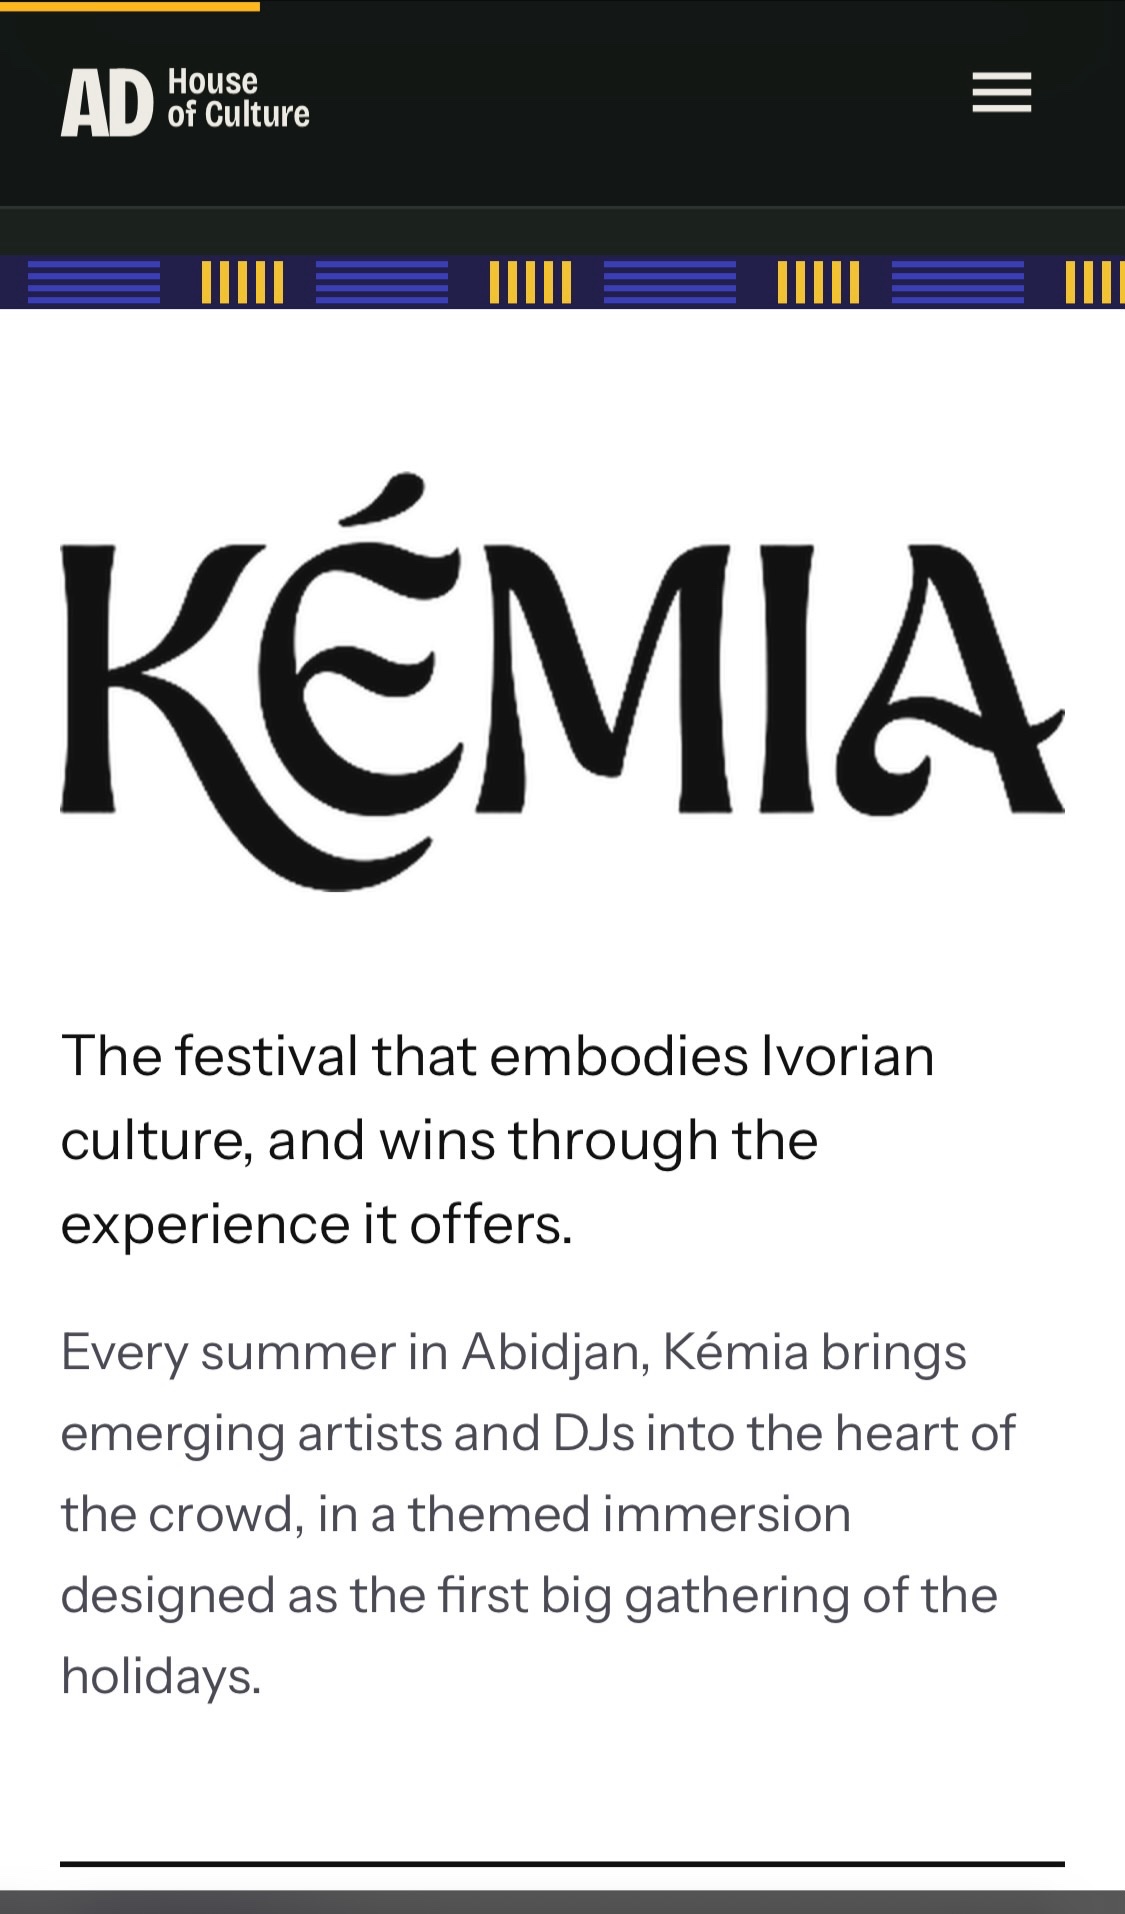 AD House
of Culture
KÉMIA
The festival that embodies Ivorian
culture, and wins through the
experience it offers.
Every summer in Abidjan, Kémia brings
emerging artists and DJs into the heart of
the crowd, in a themed immersion
designed as the first big gathering of the
holidays.